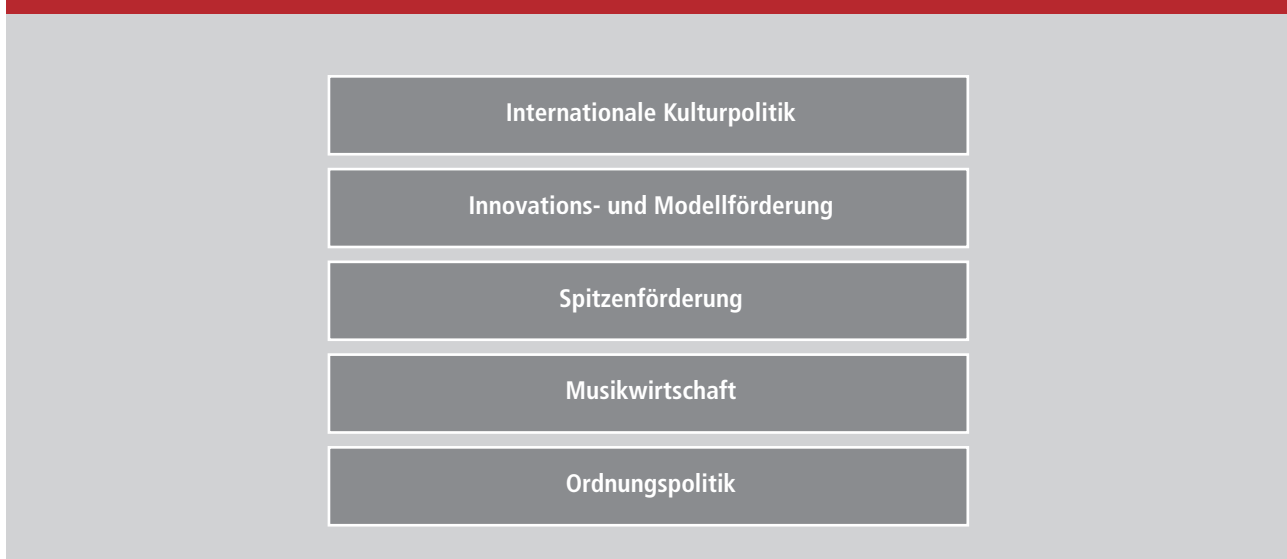 Internationale Kulturpolitik
Innovations- und Modellförderung
Spitzenförderung
Musikwirtschaft
Ordnungspolitik